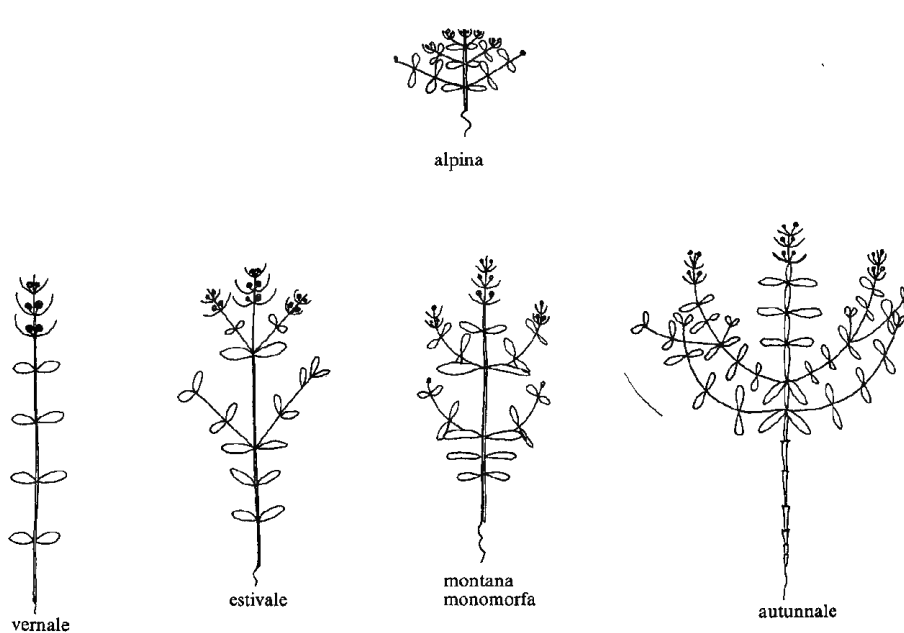 alpina
vernale
estivale
montana
monomorfa
autunnale